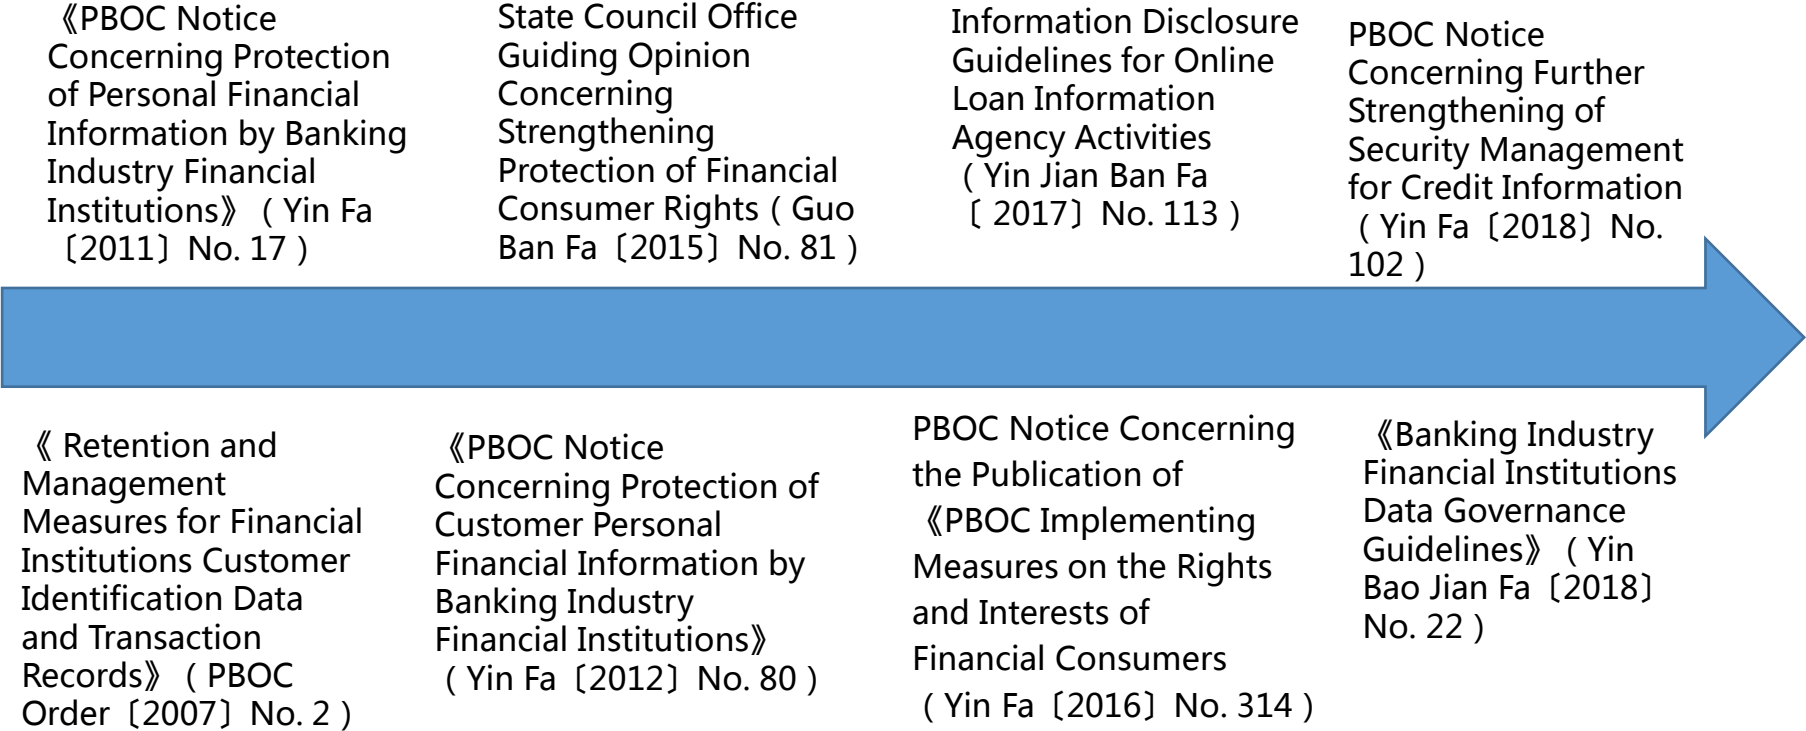 《PBOC Notice
Concerning Protection
of Personal Financial
Information by Banking
Industry Financial
Institutions》（Yin Fa
〔2011〕No. 17）
State Council Office
Guiding Opinion
Concerning
Strengthening
Protection of Financial
Consumer Rights（Guo
Ban Fa〔2015〕No. 81）
Information Disclosure
Guidelines for Online
Loan Information
Agency Activities
（Yin Jian Ban Fa
〔 2017〕No. 113）
PBOC Notice
Concerning Further
Strengthening of
Security Management
for Credit Information
（Yin Fa〔2018〕No.
102）
《 Retention and
Management
Measures for Financial
Institutions Customer
Identification Data
and Transaction
Records》（PBOC
Order〔2007〕No. 2）
《PBOC Notice
Concerning Protection of
Customer Personal
Financial Information by
Banking Industry
Financial Institutions》
（Yin Fa〔2012〕No. 80）
PBOC Notice Concerning
the Publication of
《PBOC Implementing
Measures on the Rights
and Interests of
Financial Consumers
（Yin Fa〔2016〕No. 314）
《Banking Industry
Financial Institutions
Data Governance
Guidelines》（Yin
Bao Jian Fa〔2018〕
No. 22）